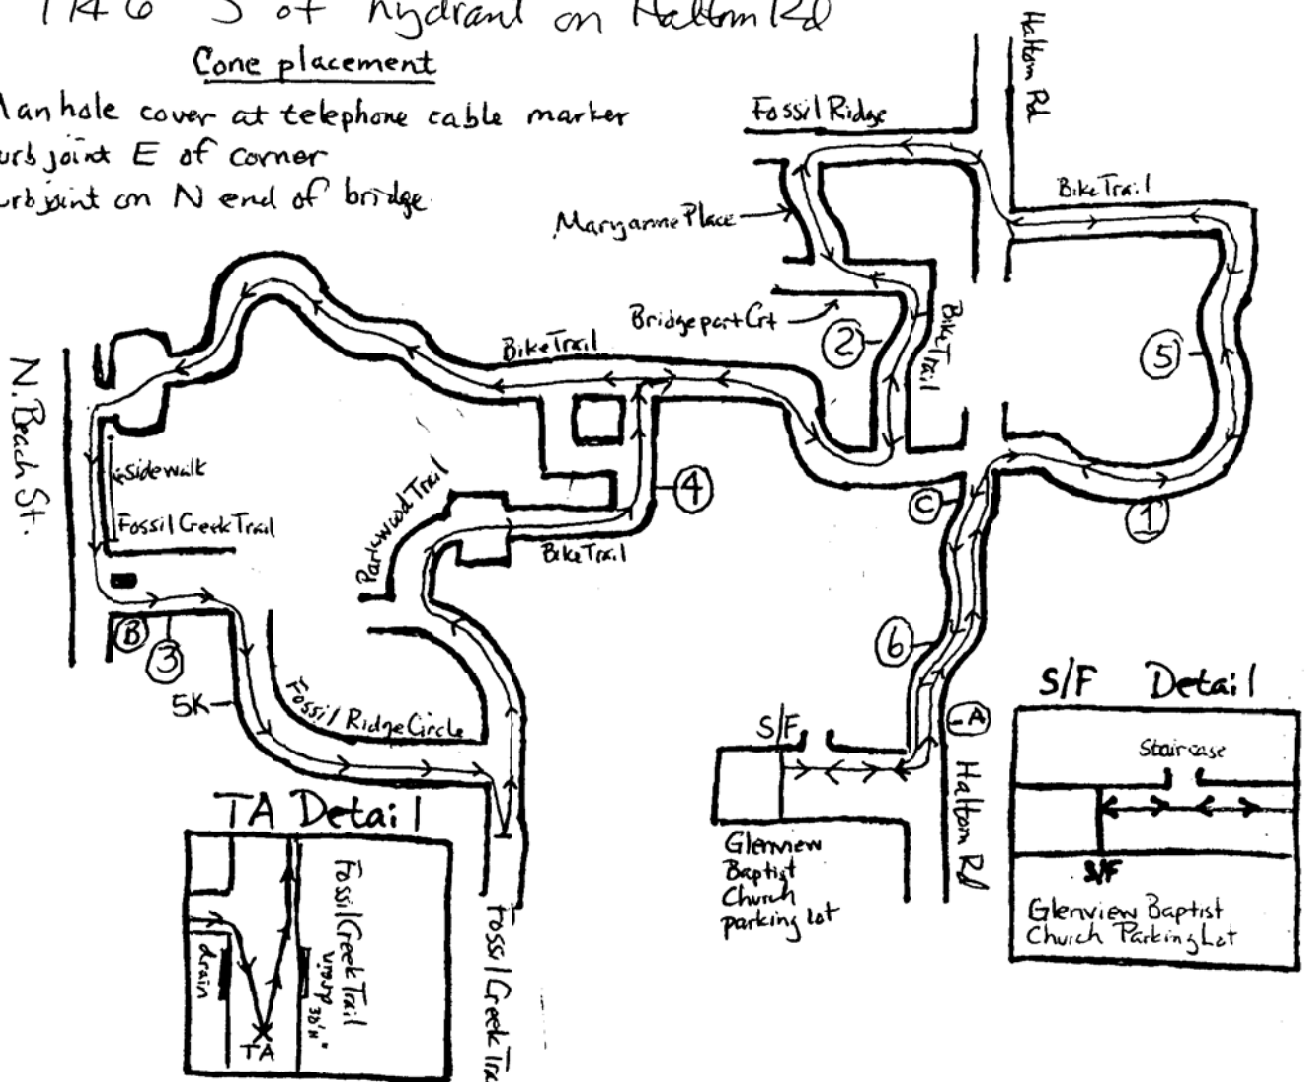 of hydrant on Haltom Rd
Cone placement
Manhole cover at telephone cable marker
curb joint E of corner
curb joint on N end of bridge
Haltom Rd
Fossil Ridge
Bike Trail
Maryanne Place
Bridgeport Crt
Bike Trail
2
5
Bike Trail
N. Beach St.
Sidewalk
Fossil Creek Trail
Parkwood Trail
4
Bike Trail
C
1
B
3
6
5K
Fossil Ridge Circle
S/F
A
Haltom Rd
Glenview
Baptist
Church
parking lot
S/F Detail
Staircase
S/F
Glenview Baptist
Church Parking Lot
TA Detail
Fossil Creek Trail
drain
drain
TA
Fossil Creek Tra